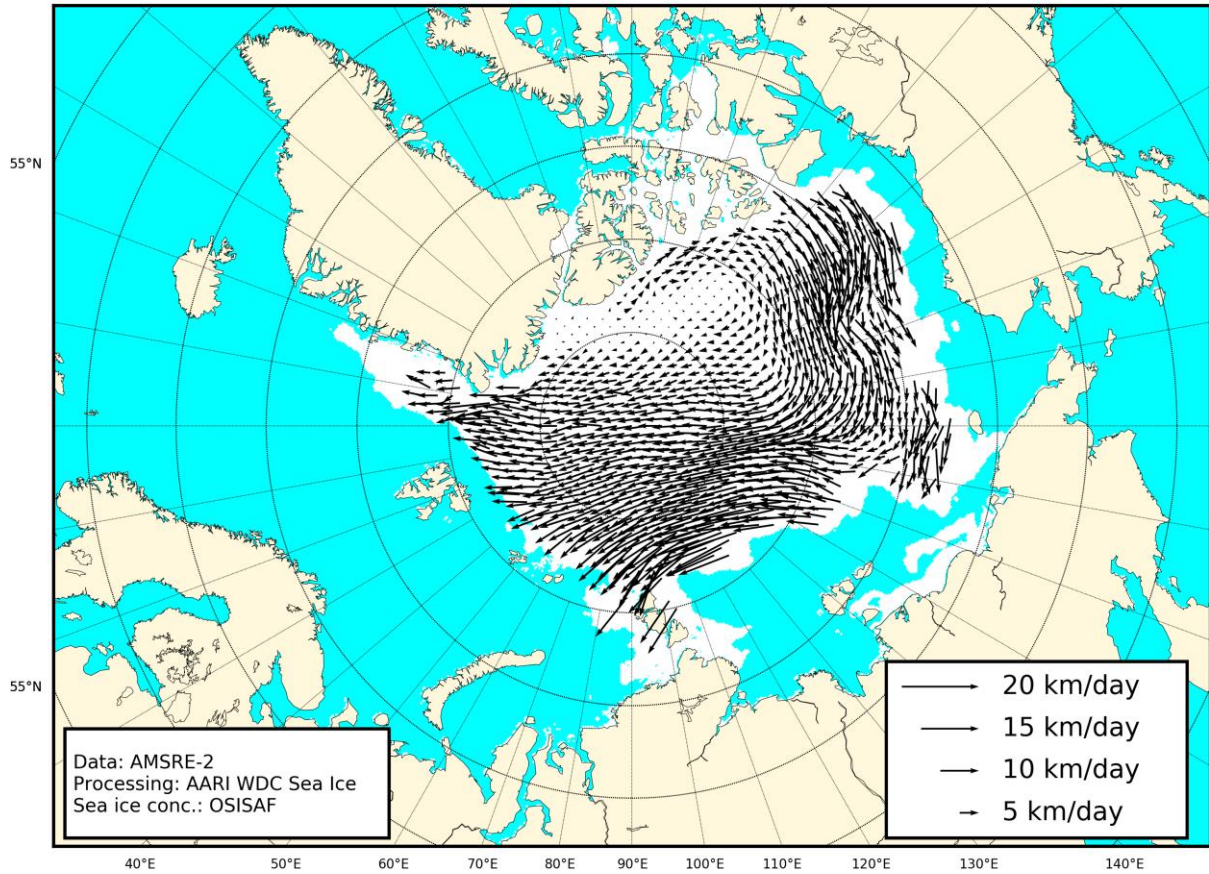 55°N
55°N
Data: AMSRE-2
Processing: AARI WDC Sea Ice
Sea ice conc.: OSISAF
20 km/day
15 km/day
10 km/day
5 km/day
40°E 50°E 60°E 70°E 80°E 90°E 100°E 110°E 120°E 130°E 140°E